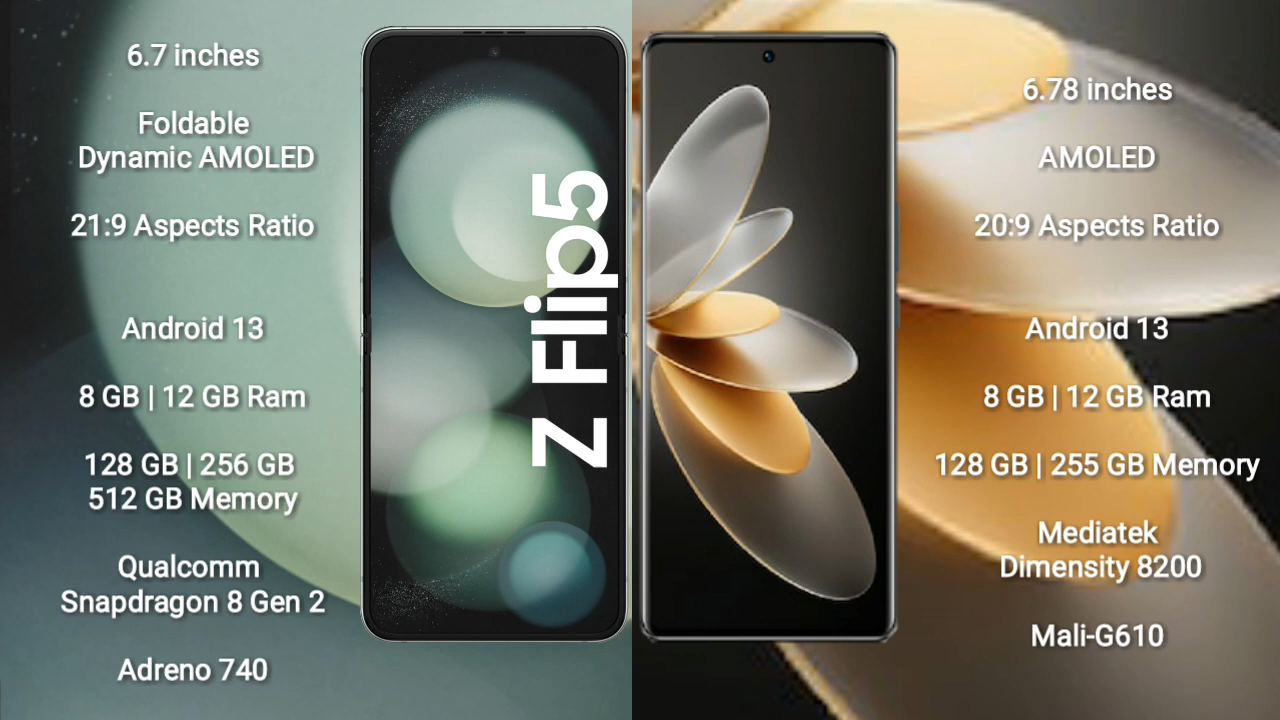 6.7 inches
Foldable
Dynamic AMOLED
21:9 Aspects Ratio
Android 13
8 GB | 12 GB Ram
128 GB | 256 GB
512 GB Memory
Qualcomm
Snapdragon 8 Gen 2
Adreno 740
Z Flip5
6.78 inches
AMOLED
20:9 Aspects Ratio
Android 13
8 GB | 12 GB Ram
128 GB | 255 GB Memory
Mediatek
Dimensity 8200
Mali-G610